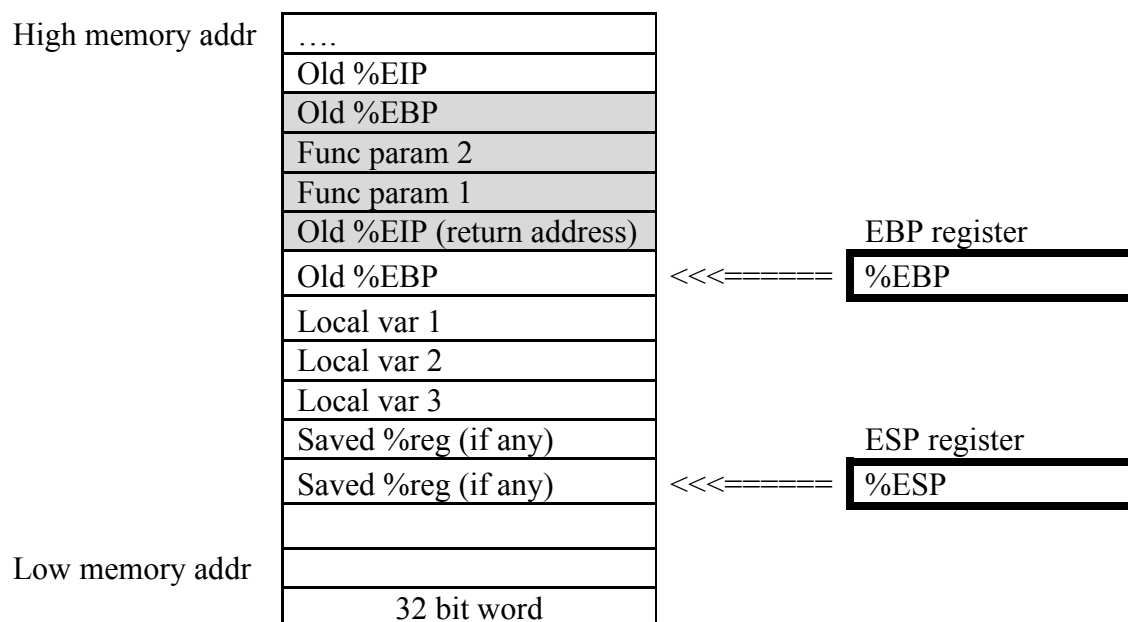 High memory addr ….
Old %EIP
Old %EBP
Func param 2
Func param 1
Old %EIP (return address) EBP register
Old %EBP <<<====== %EBP
Local var 1
Local var 2
Local var 3
Saved %reg (if any) ESP register
Saved %reg (if any) <<<====== %ESP
Low memory addr
32 bit word